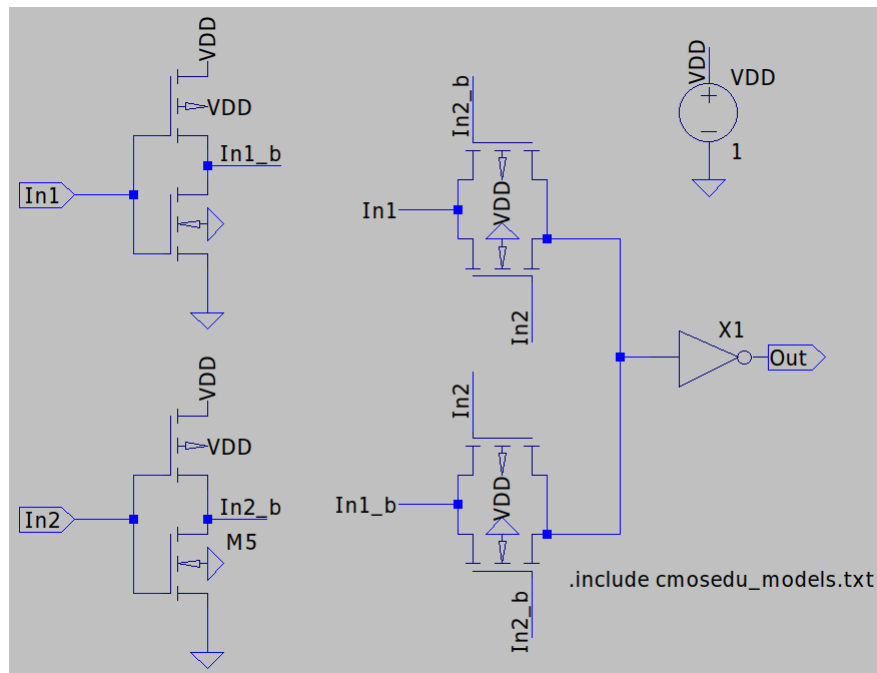 VDD
VDD
In1_b
In1
VDD
VDD
In2_b
In2
M5
In2_b
In1
VDD
In2
In2
In1_b
VDD
In2_b
VDD
VDD
1
X1
Out
.include cmosedu_models.txt